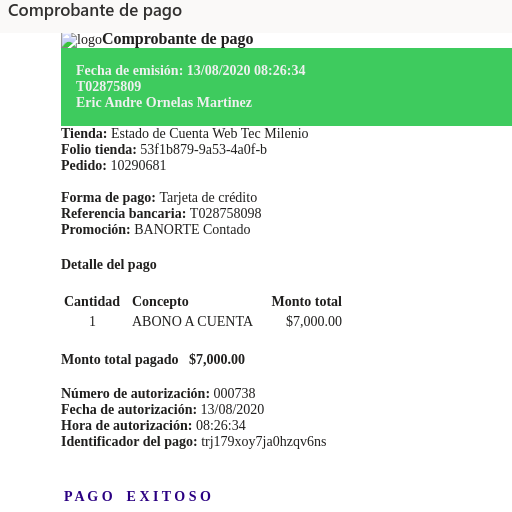 Comprobante de pago
logo Comprobante de pago
Fecha de emisión: 13/08/2020 08:26:34
T02875809
Eric Andre Ornelas Martinez
Tienda: Estado de Cuenta Web Tec Milenio
Folio tienda: 53f1b879-9a53-4a0f-b
Pedido: 10290681
Forma de pago: Tarjeta de crédito
Referencia bancaria: T028758098
Promoción: BANORTE Contado
Detalle del pago
Cantidad Concepto Monto total
1 ABONO A CUENTA $7,000.00
Monto total pagado $7,000.00
Número de autorización: 000738
Fecha de autorización: 13/08/2020
Hora de autorización: 08:26:34
Identificador del pago: trj179xoy7ja0hzqv6ns
PAGO EXITOSO